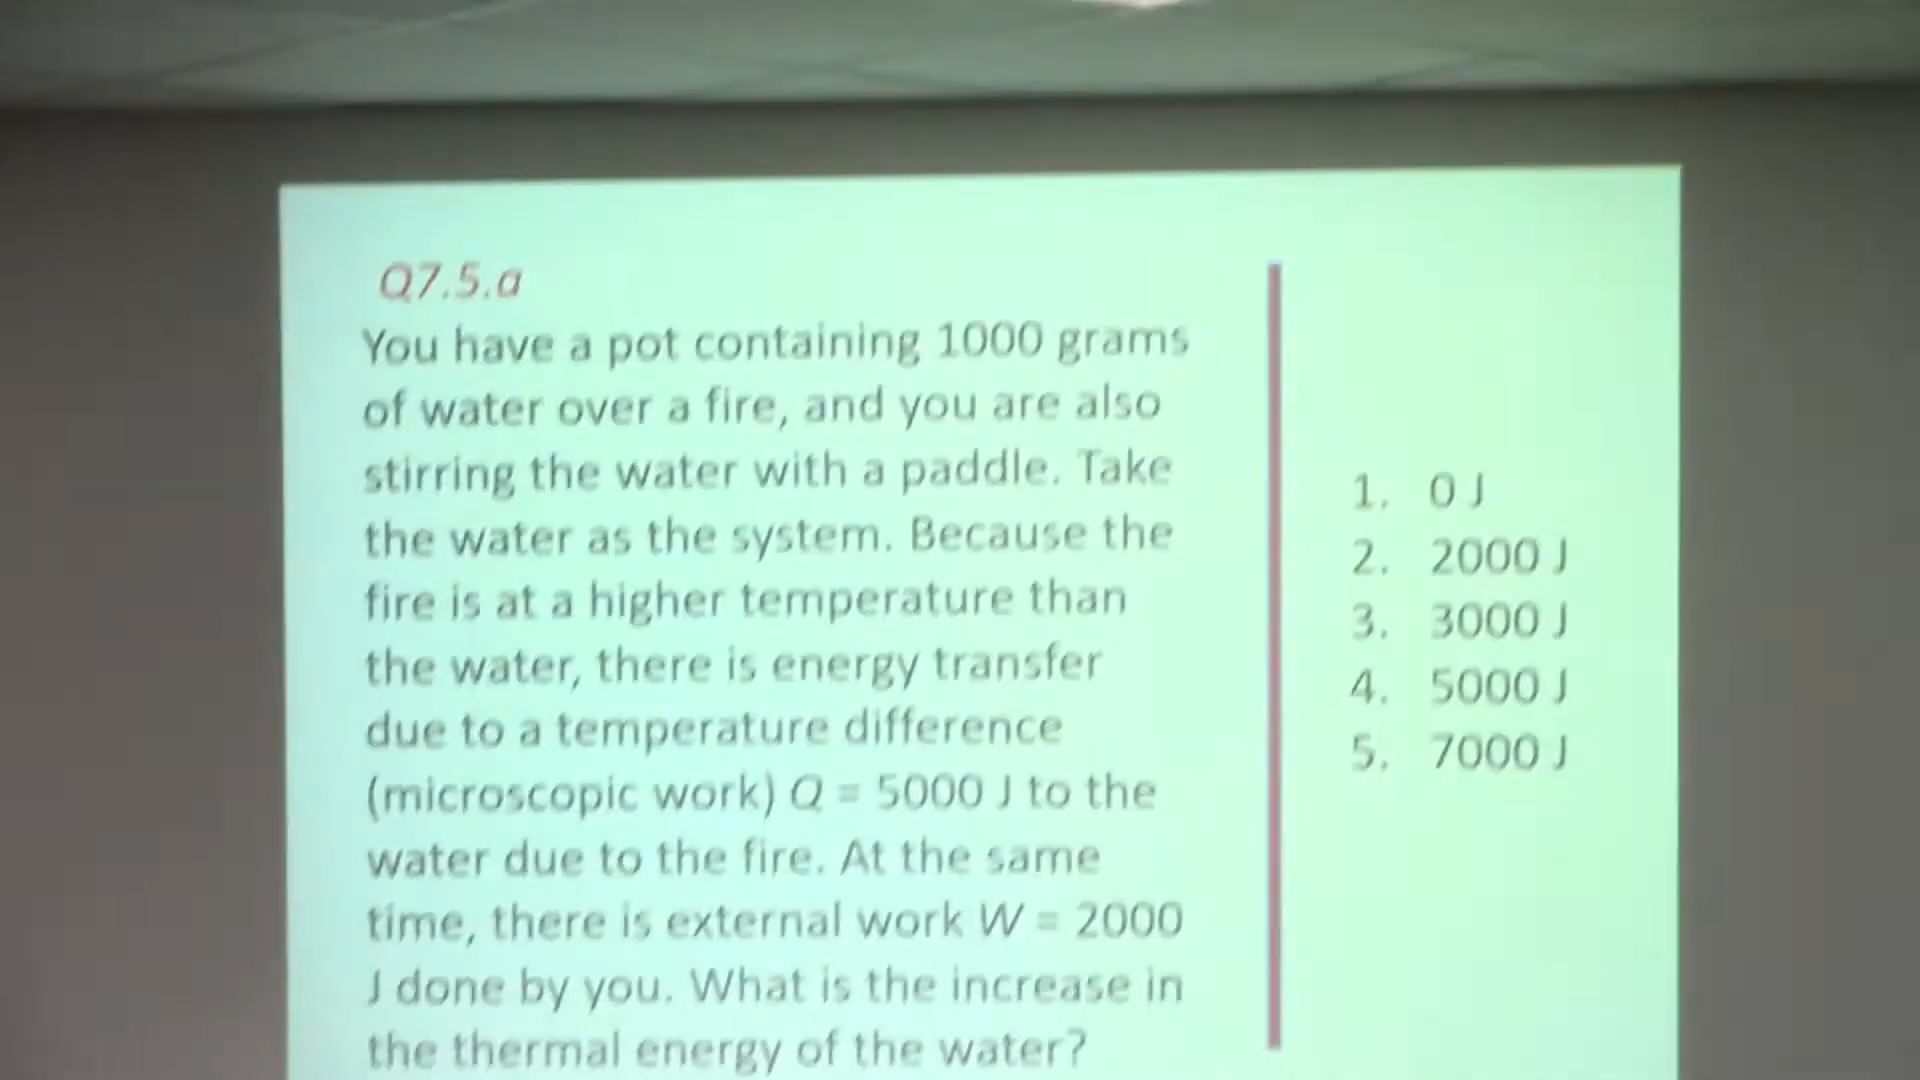 Q7.5.a
You have a pot containing 1000 grams
of water over a fire, and you are also
stirring the water with a paddle. Take
the water as the system. Because the
fire is at a higher temperature than
the water, there is energy transfer
due to a temperature difference
(microscopic work) Q = 5000 J to the
water due to the fire. At the same
time, there is external work W = 2000
J done by you. What is the increase in
the thermal energy of the water?
1. 0 J
2. 2000 J
3. 3000 J
4. 5000 J
5. 7000 J